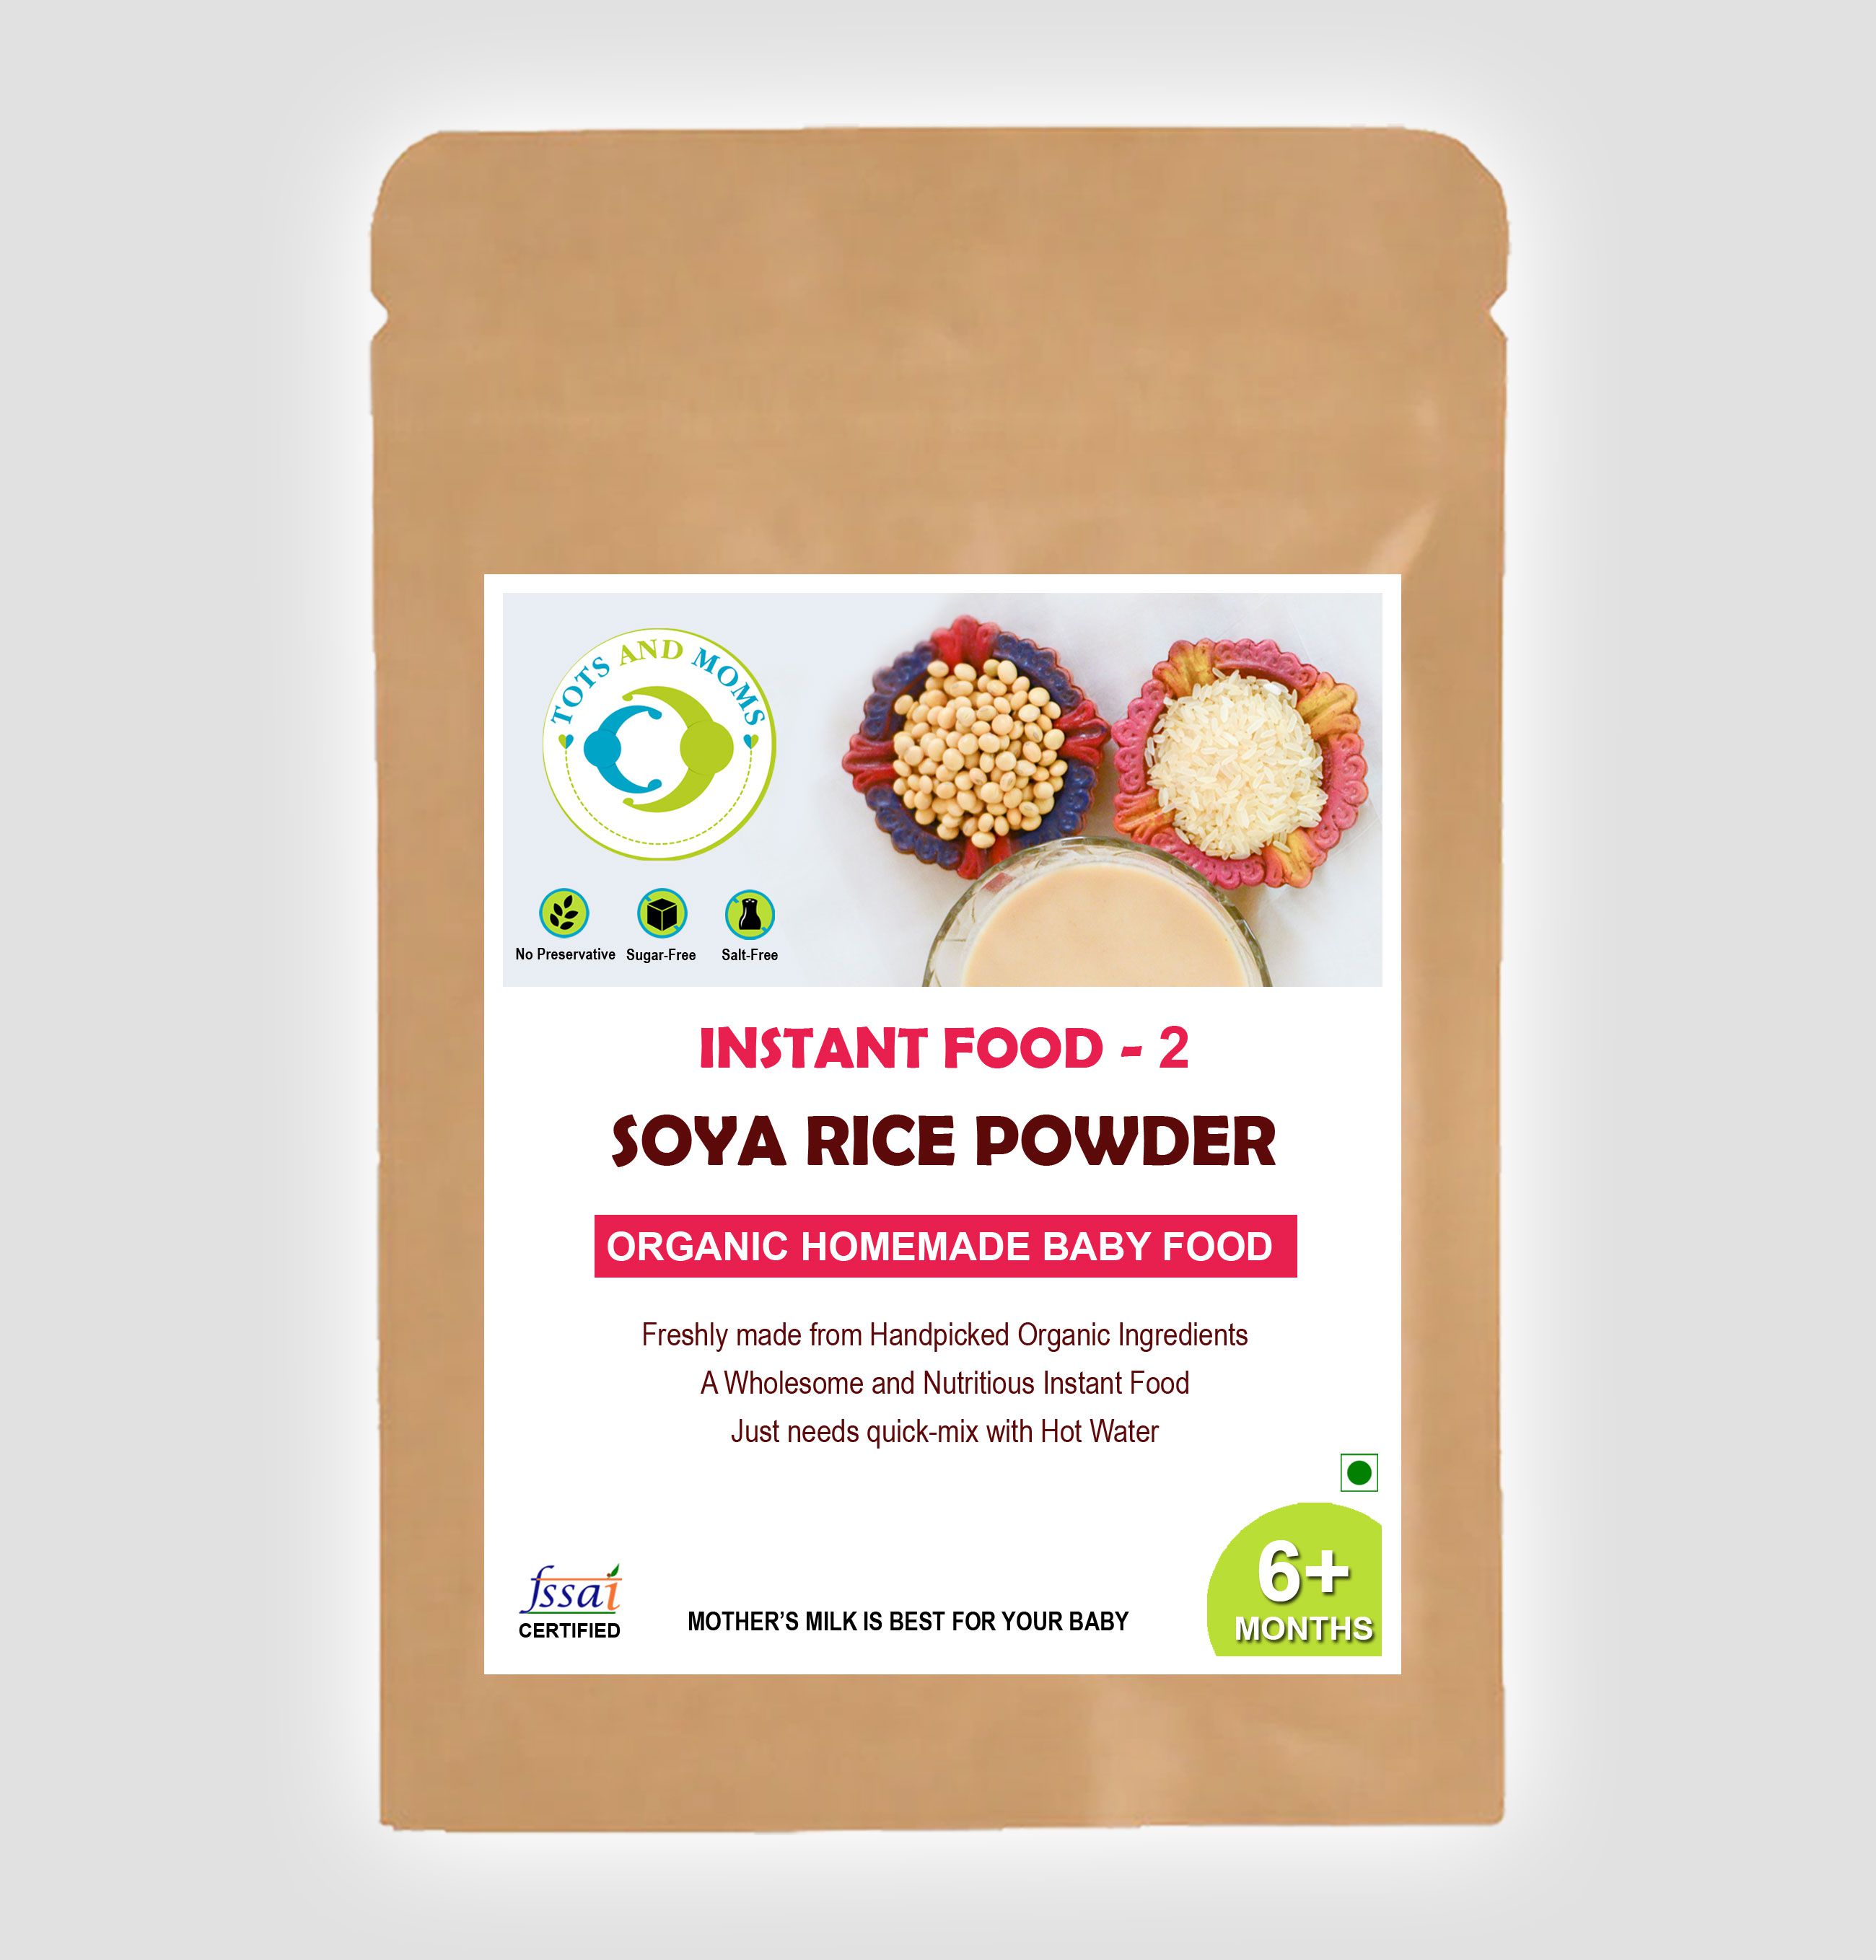 TOTS AND MOMS
No Preservative Sugar-Free Salt-Free
INSTANT FOOD - 2
SOYA RICE POWDER
ORGANIC HOMEMADE BABY FOOD
Freshly made from Handpicked Organic Ingredients
A Wholesome and Nutritious Instant Food
Just needs quick-mix with Hot Water
fssai
CERTIFIED
MOTHER'S MILK IS BEST FOR YOUR BABY
6+
MONTHS